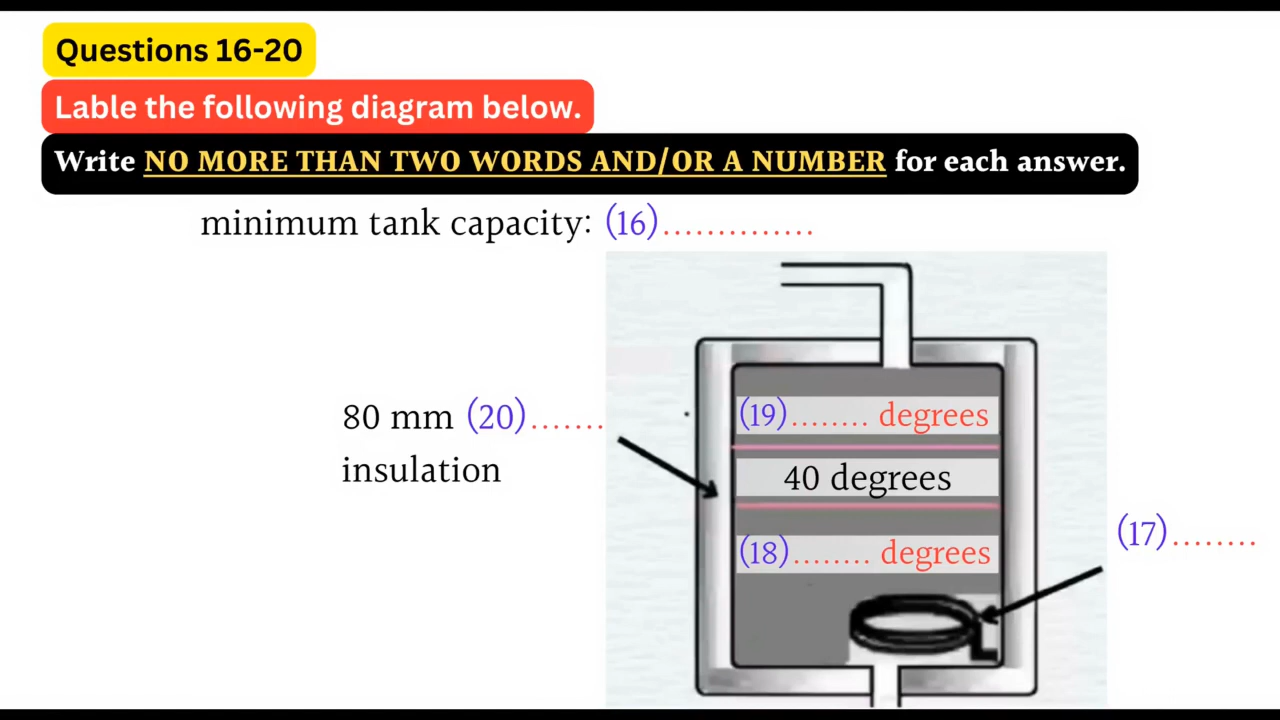 Questions 16-20
Lable the following diagram below.
Write NO MORE THAN TWO WORDS AND/OR A NUMBER for each answer.
minimum tank capacity: (16)..............
(19)........ degrees
80 mm (20).......
insulation
40 degrees
(17)........
(18)........ degrees